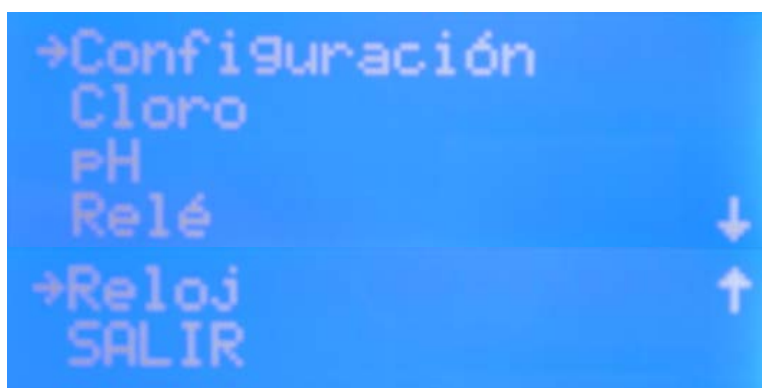 →Configuración
Cloro
pH
Relé ↓
→Reloj ↑
SALIR